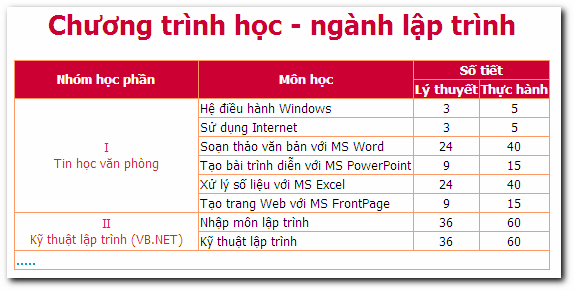 Chương trình học - ngành lập trình
Nhóm học phần Môn học Số tiết
Lý thuyết Thực hành
I
Tin học văn phòng
Hệ điều hành Windows 3 5
Sử dụng Internet 3 5
Soạn thảo văn bản với MS Word 24 40
Tạo bài trình diễn với MS PowerPoint 9 15
Xử lý số liệu với MS Excel 24 40
Tạo trang Web với MS FrontPage 9 15
II
Kỹ thuật lập trình (VB.NET)
Nhập môn lập trình 36 60
Kỹ thuật lập trình 36 60
.....